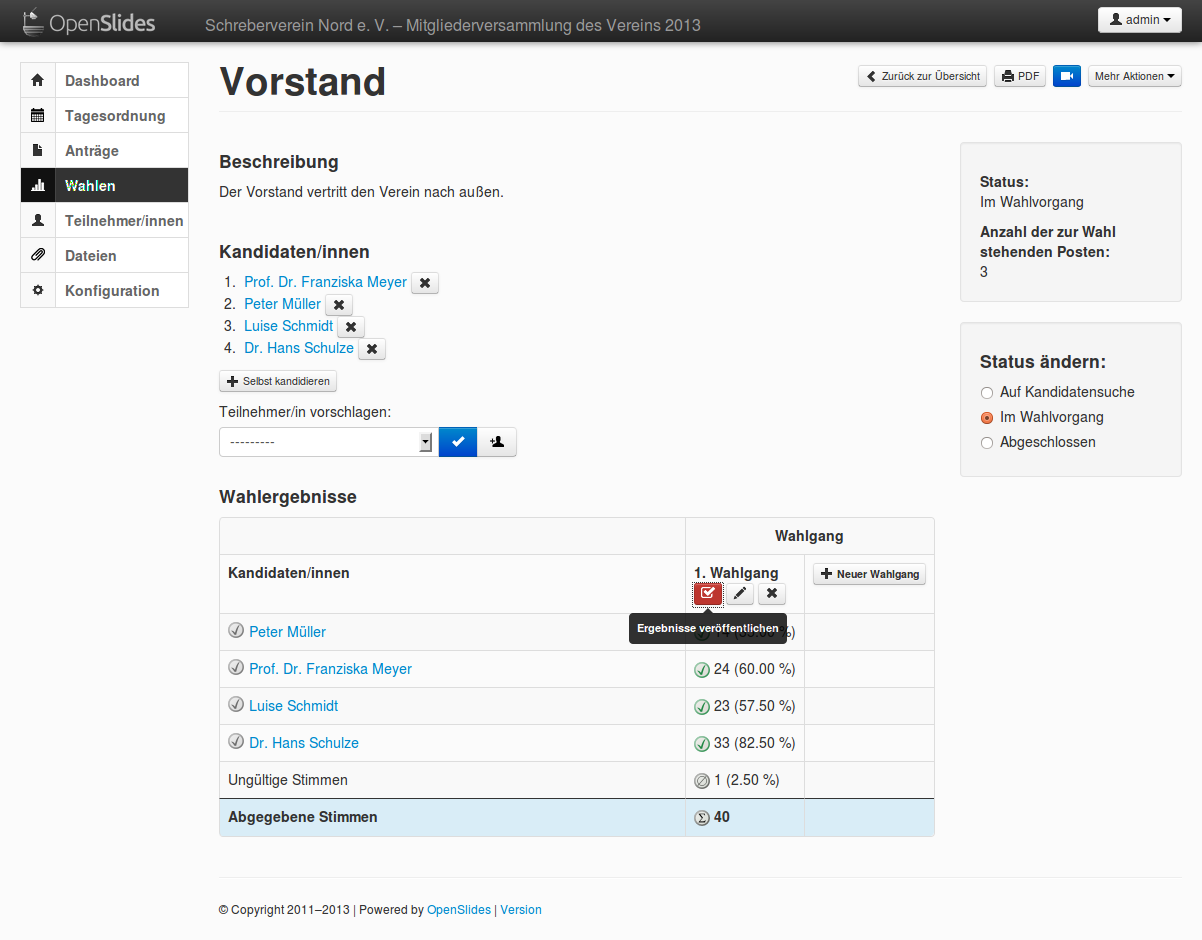 OpenSlides
Schreberverein Nord e. V. – Mitgliederversammlung des Vereins 2013
admin
Dashboard
Tagesordnung
Anträge
Wahlen
Teilnehmer/innen
Dateien
Konfiguration
Vorstand
Zurück zur Übersicht
PDF
Mehr Aktionen
Beschreibung
Der Vorstand vertritt den Verein nach außen.
Kandidaten/innen
1. Prof. Dr. Franziska Meyer
2. Peter Müller
3. Luise Schmidt
4. Dr. Hans Schulze
Selbst kandidieren
Teilnehmer/in vorschlagen:
---------
Status:
Im Wahlvorgang
Anzahl der zur Wahl
stehenden Posten:
3
Status ändern:
Auf Kandidatensuche
Im Wahlvorgang
Abgeschlossen
Wahlergebnisse
Wahlgang
Kandidaten/innen
1. Wahlgang
Neuer Wahlgang
Ergebnisse veröffentlichen
Peter Müller
Prof. Dr. Franziska Meyer 24 (60.00 %)
Luise Schmidt 23 (57.50 %)
Dr. Hans Schulze 33 (82.50 %)
Ungültige Stimmen 1 (2.50 %)
Abgegebene Stimmen 40
© Copyright 2011–2013 | Powered by OpenSlides | Version